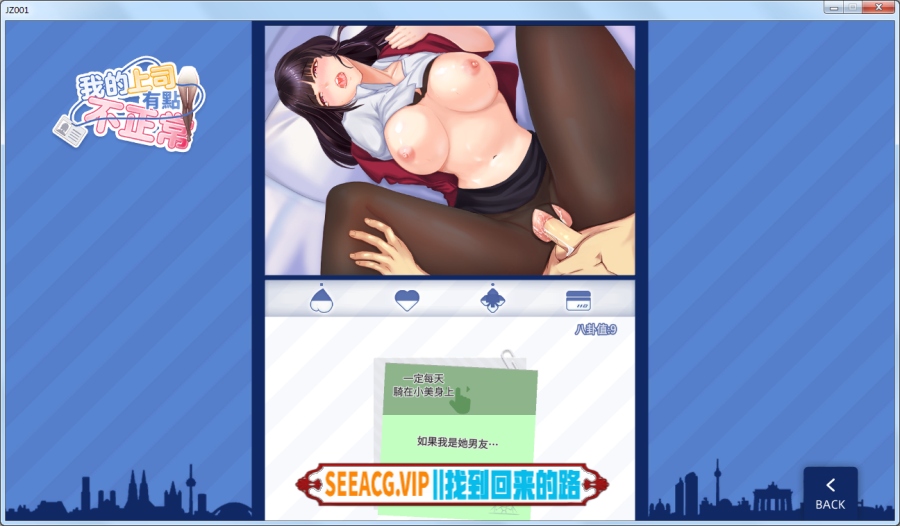 JZ001
我的上司
有點
不正常
八卦值:9
一定每天
騎在小美身上
如果我是她男友…
SEEACG.VIP||找到回来的路
BACK